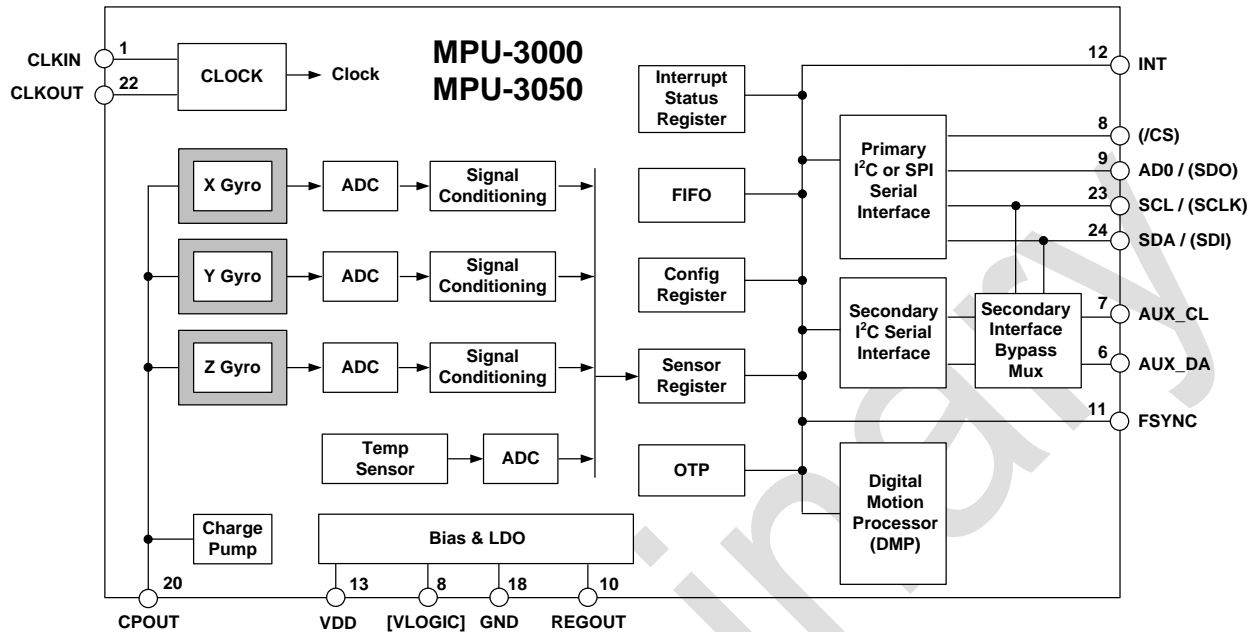 MPU-3000
MPU-3050
CLKIN
1
CLKOUT
22
CLOCK
Clock
X Gyro
ADC
Signal
Conditioning
Y Gyro
ADC
Signal
Conditioning
Z Gyro
ADC
Signal
Conditioning
Temp
Sensor
ADC
Charge
Pump
Bias & LDO
20
CPOUT
13
VDD
8
[VLOGIC]
18
GND
10
REGOUT
Interrupt
Status
Register
FIFO
Config
Register
Sensor
Register
OTP
Primary
I²C or SPI
Serial
Interface
Secondary
I²C Serial
Interface
Secondary
Interface
Bypass
Mux
Digital
Motion
Processor
(DMP)
12
INT
8
(/CS)
9
AD0 / (SDO)
23
SCL / (SCLK)
24
SDA / (SDI)
7
AUX_CL
6
AUX_DA
11
FSYNC
inary